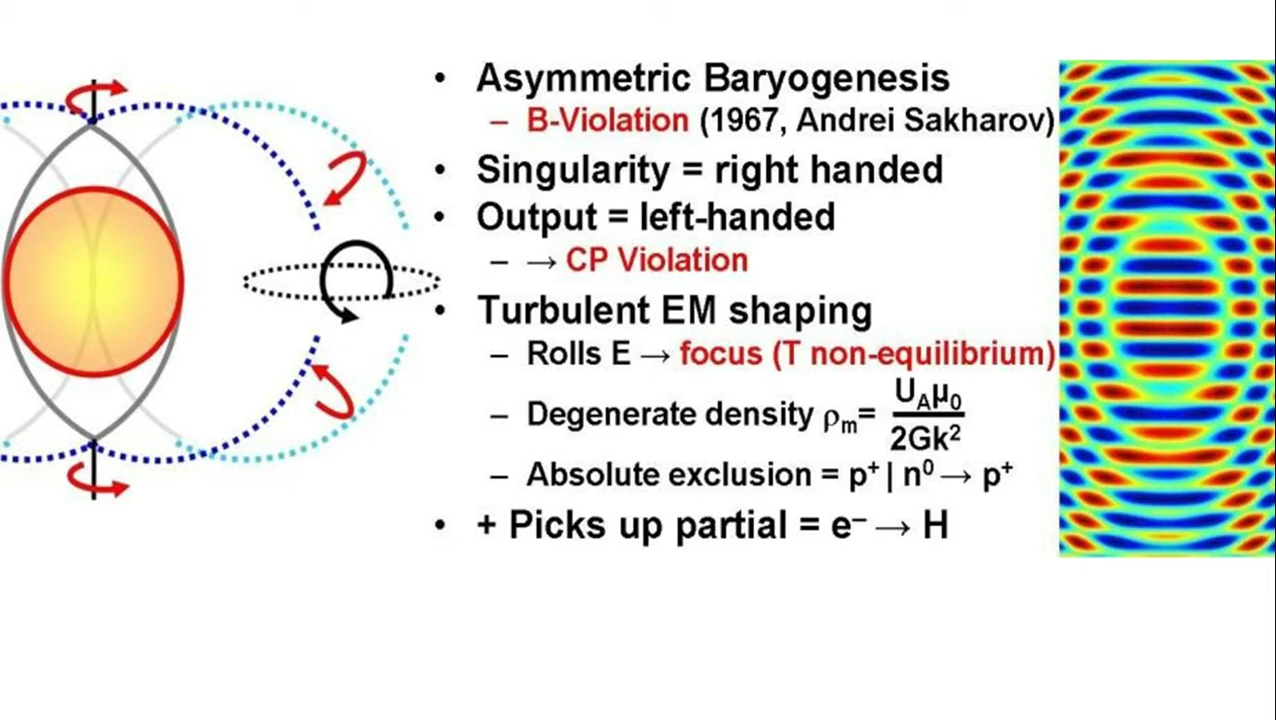 • Asymmetric Baryogenesis
– B-Violation (1967, Andrei Sakharov)
• Singularity = right handed
• Output = left-handed
– → CP Violation
• Turbulent EM shaping
– Rolls E → focus (T non-equilibrium)
– Degenerate density ρₘ= U_Aμ₀ / 2Gk²
– Absolute exclusion = p⁺ | n⁰ → p⁺
• + Picks up partial = e⁻ → H